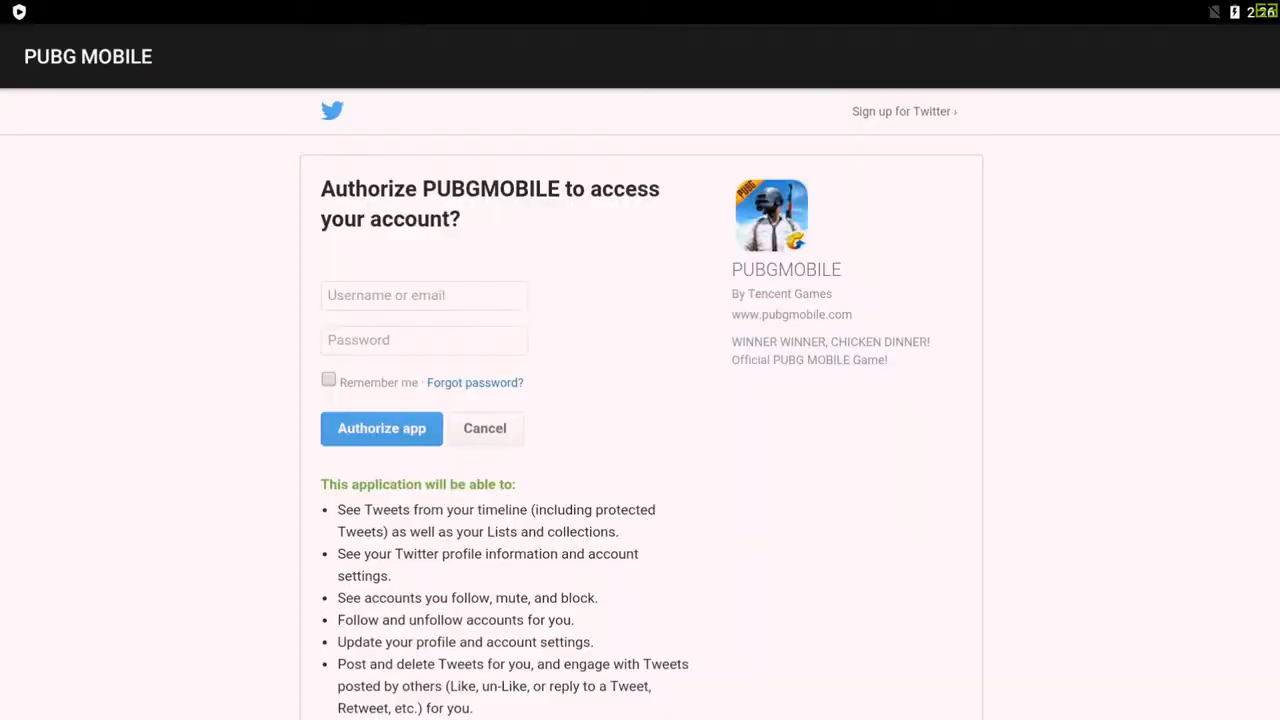 2:26
PUBG MOBILE
Sign up for Twitter ›
Authorize PUBGMOBILE to access
your account?
Username or email
Password
Remember me · Forgot password?
Authorize app
Cancel
This application will be able to:
• See Tweets from your timeline (including protected
Tweets) as well as your Lists and collections.
• See your Twitter profile information and account
settings.
• See accounts you follow, mute, and block.
• Follow and unfollow accounts for you.
• Update your profile and account settings.
• Post and delete Tweets for you, and engage with Tweets
posted by others (Like, un-Like, or reply to a Tweet,
Retweet, etc.) for you.
PUBG
PUBGMOBILE
By Tencent Games
www.pubgmobile.com
WINNER WINNER, CHICKEN DINNER!
Official PUBG MOBILE Game!